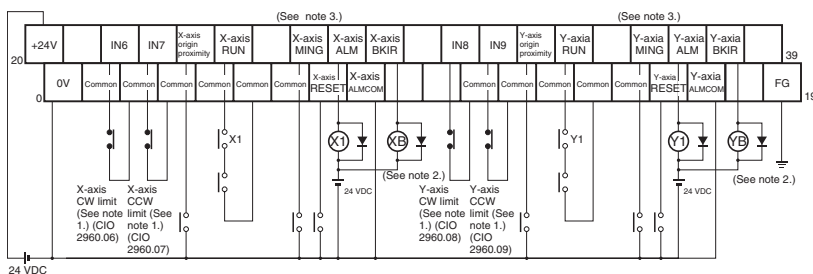 (See note 3.)
(See note 3.)
+24V
IN6
IN7
X-axis
origin
proximity
X-axis
RUN
X-axis
MING
X-axis
ALM
X-axis
BKIR
IN8
IN9
Y-axis
origin
proximity
Y-axia
RUN
Y-axia
MING
Y-axia
ALM
Y-axia
BKIR
20
39
0V
Common
Common
Common
Common
Common
Common
X-axis
RESET
X-axis
ALMCOM
Common
Common
Common
Common
Common
Common
Y-axia
RESET
Y-axia
ALMCOM
FG
0
19
X1
X1
XB
Y1
Y1
YB
(See note 2.)
(See note 2.)
24 VDC
24 VDC
X-axis
CW limit
(See note
1.) (CIO
2960.06)
X-axis
CCW
limit (See
note 1.)
(CIO
2960.07)
Y-axis
CW limit
(See note
1.) (CIO
2960.08)
Y-axis
CCW
limit (See
note 1.)
(CIO
2960.09)
24 VDC